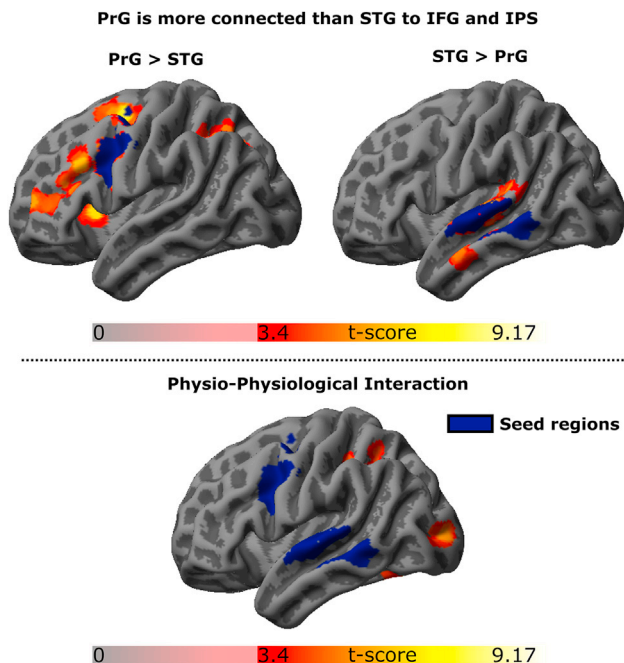 PrG is more connected than STG to IFG and IPS
PrG > STG
STG > PrG
0 3.4 t-score 9.17
Physio-Physiological Interaction
Seed regions
0 3.4 t-score 9.17